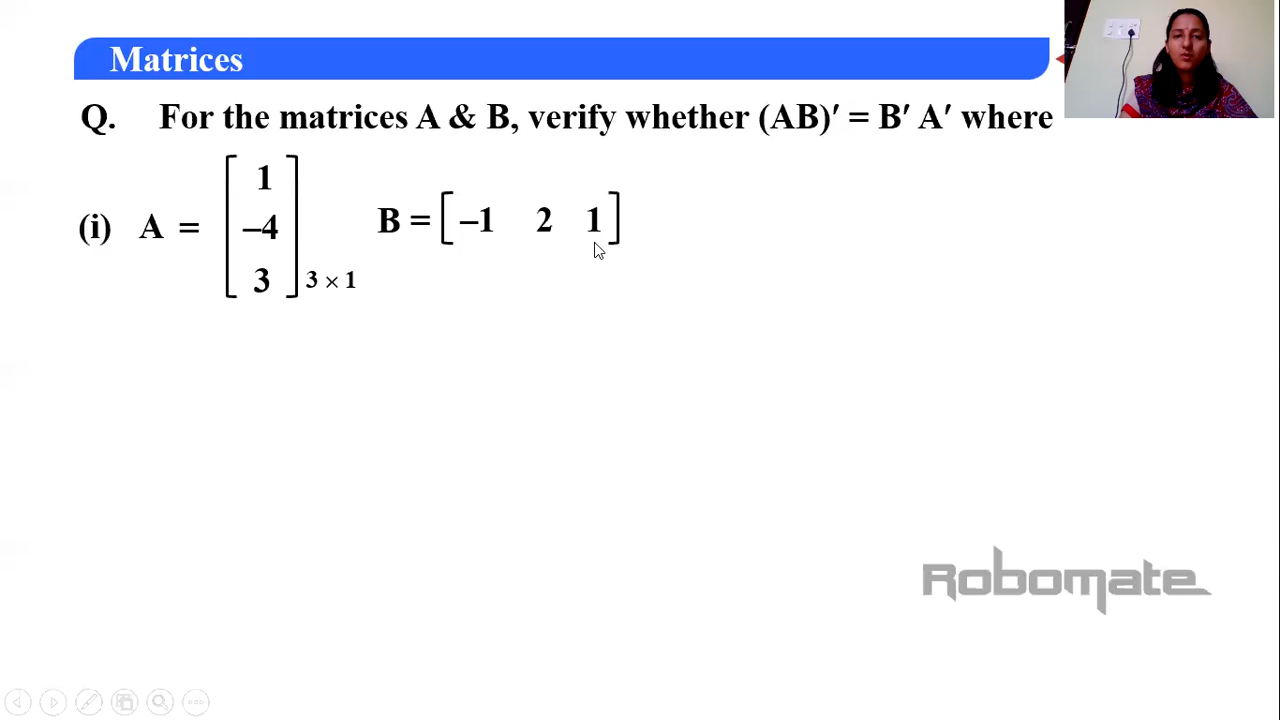 Matrices
Q. For the matrices A & B, verify whether (AB)′ = B′ A′ where
(i) A = [ 1 –4 3 ] 3 × 1 B = [ –1 2 1 ]
Robomate